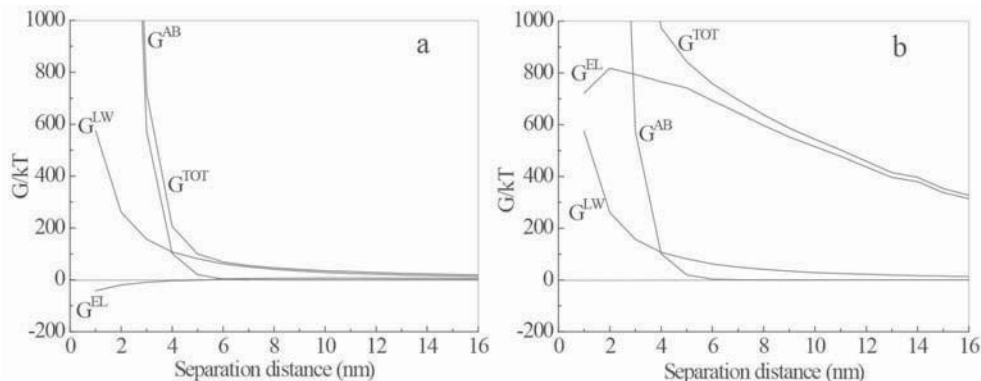 1000
800
600
400
200
0
-200
G/kT
G^AB
G^LW
G^TOT
G^EL
a
0 2 4 6 8 10 12 14 16
Separation distance (nm)
1000
800
600
400
200
0
-200
G/kT
G^TOT
G^EL
G^AB
G^LW
b
0 2 4 6 8 10 12 14 16
Separation distance (nm)